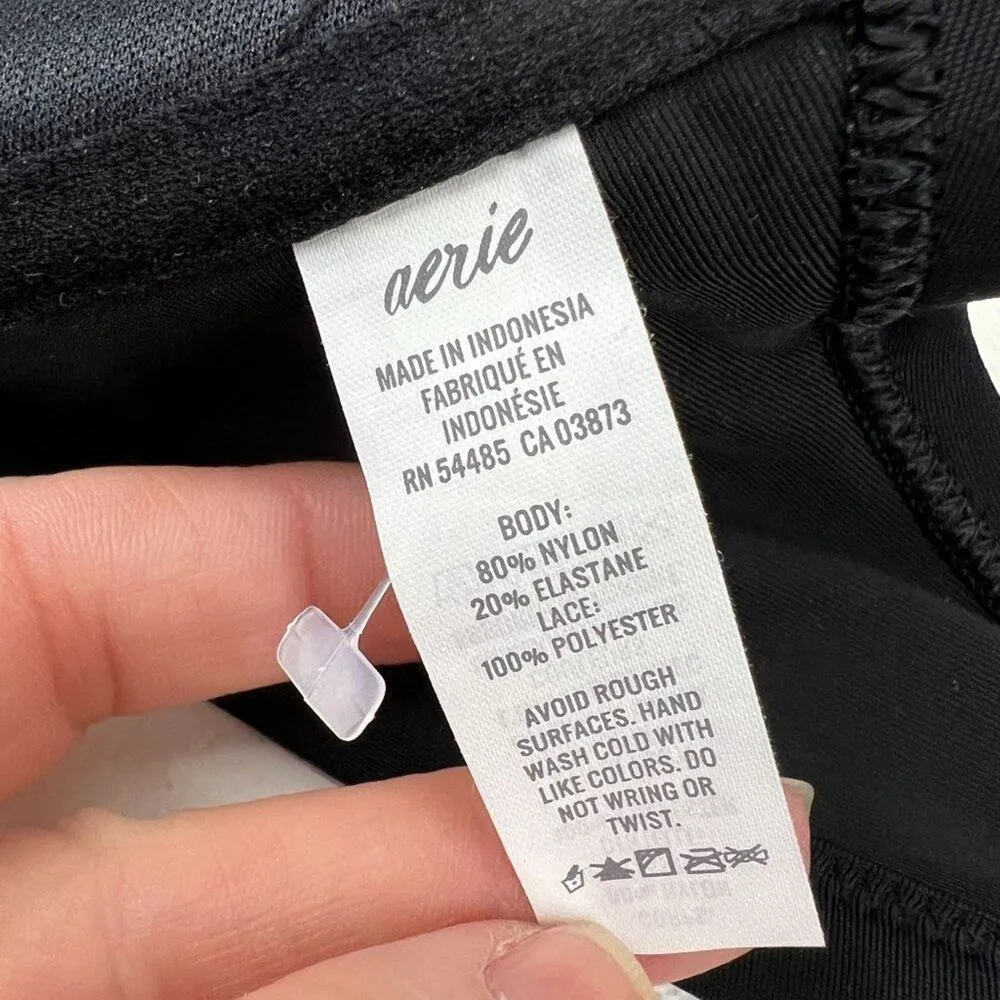 aerie
MADE IN INDONESIA
FABRIQUÉ EN
INDONÉSIE
RN 54485 CA 03873
BODY:
80% NYLON
20% ELASTANE
LACE:
100% POLYESTER
AVOID ROUGH
SURFACES. HAND
WASH COLD WITH
LIKE COLORS. DO
NOT WRING OR
TWIST.